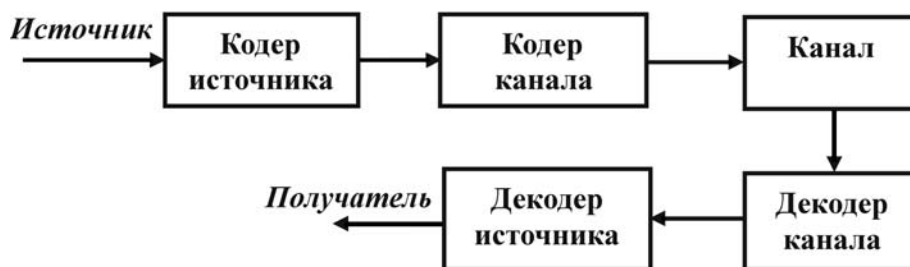 Источник
Кодер
источника
Кодер
канала
Канал
Получатель
Декодер
источника
Декодер
канала